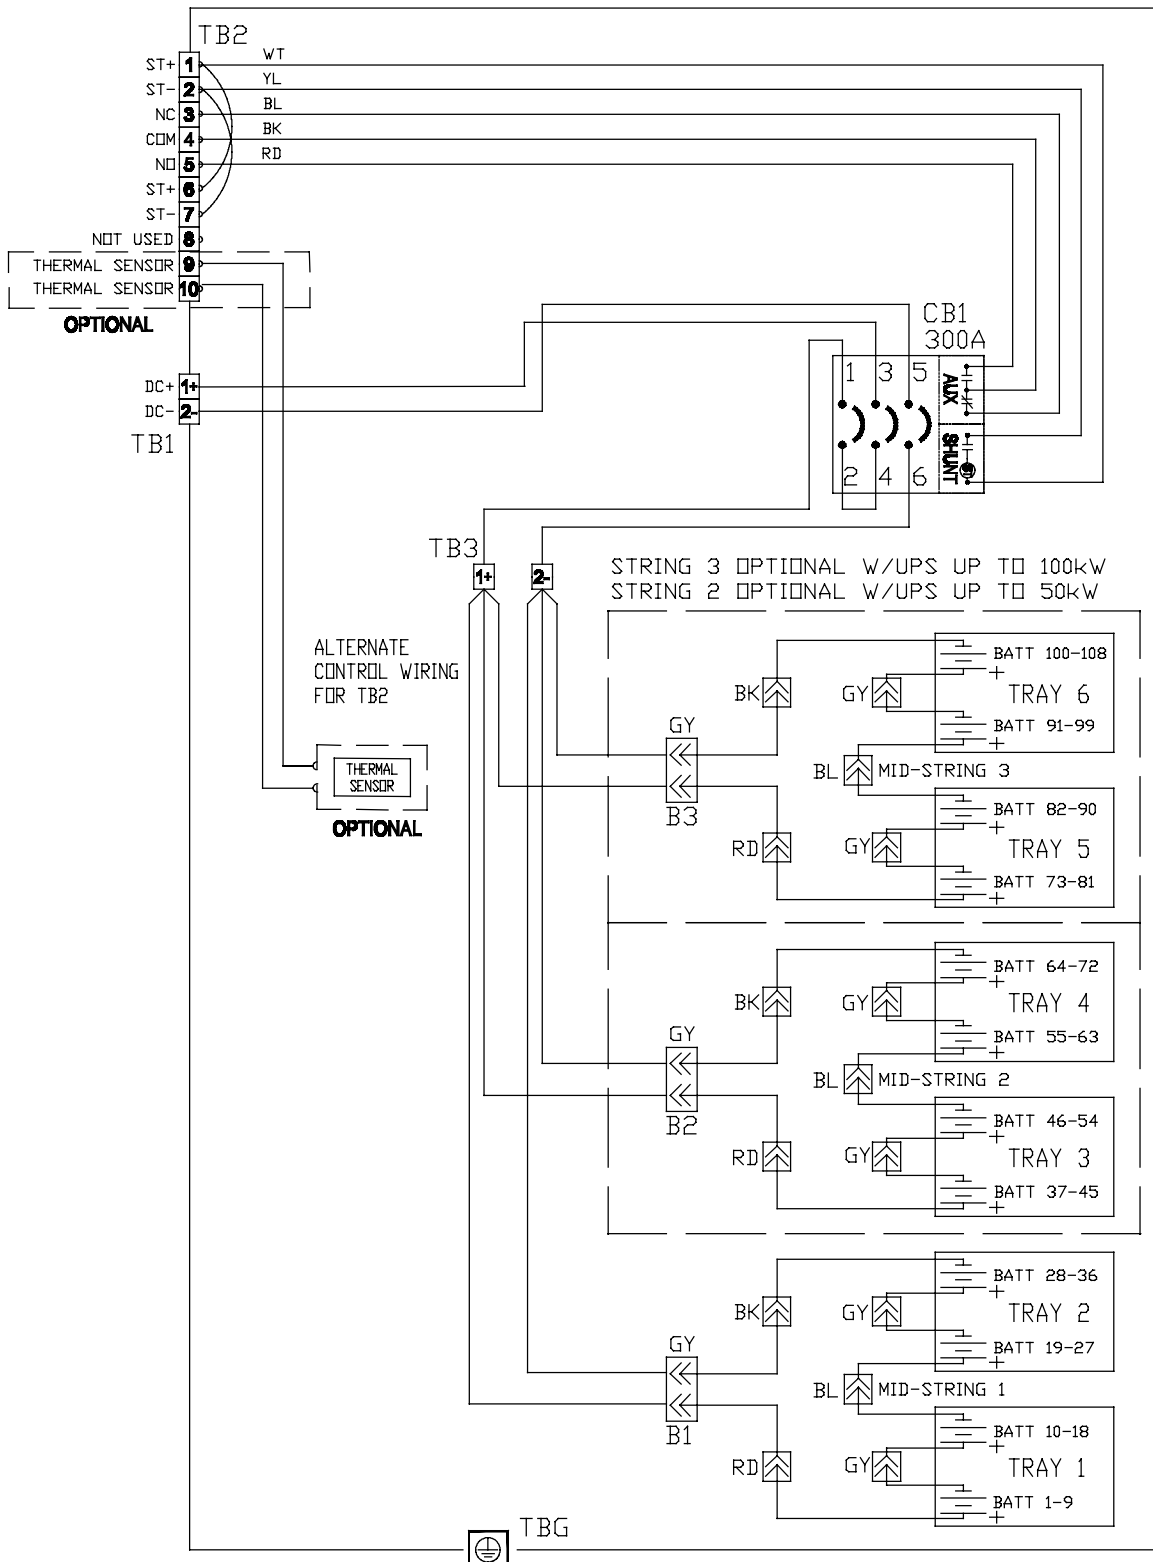 TB2
ST+ 1 WT
ST- 2 YL
NC 3 BL
COM 4 BK
NO 5 RD
ST+ 6
ST- 7
NOT USED 8
THERMAL SENSOR 9
THERMAL SENSOR 10
OPTIONAL
CB1
300A
DC+ 1+
DC- 2-
TB1
1 3 5
AUX
2 4 6
SHUNT
TB3
1+ 2-
STRING 3 OPTIONAL W/UPS UP TO 100kW
STRING 2 OPTIONAL W/UPS UP TO 50kW
ALTERNATE
CONTROL WIRING
FOR TB2
THERMAL
SENSOR
OPTIONAL
BATT 100-108
+
BK GY TRAY 6
BATT 91-99
+
GY
BL MID-STRING 3
B3
BATT 82-90
+
RD GY TRAY 5
BATT 73-81
+
BATT 64-72
+
BK GY TRAY 4
BATT 55-63
+
GY
BL MID-STRING 2
B2
BATT 46-54
+
RD GY TRAY 3
BATT 37-45
+
BATT 28-36
+
BK GY TRAY 2
BATT 19-27
+
GY
BL MID-STRING 1
B1
BATT 10-18
+
RD GY TRAY 1
BATT 1-9
+
TBG